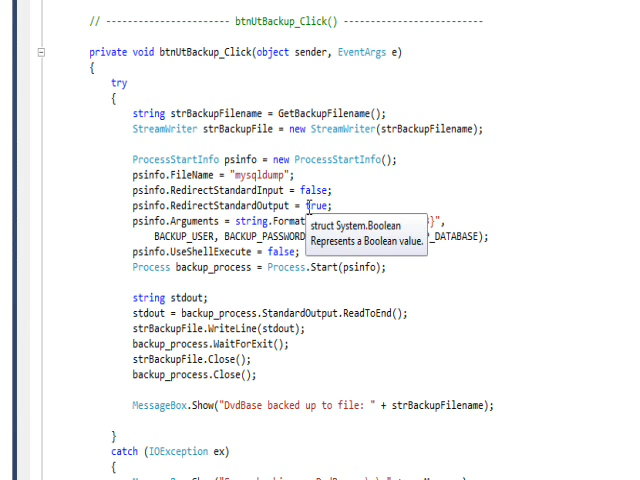 // ----------------------- btnUtBackup_Click() --------------------------
private void btnUtBackup_Click(object sender, EventArgs e)
{
try
{
string strBackupFilename = GetBackupFilename();
StreamWriter strBackupFile = new StreamWriter(strBackupFilename);
ProcessStartInfo psinfo = new ProcessStartInfo();
psinfo.FileName = "mysqldump";
psinfo.RedirectStandardInput = false;
psinfo.RedirectStandardOutput = true;
psinfo.Arguments = string.Format }",
struct System.Boolean
Represents a Boolean value.
BACKUP_USER, BACKUP_PASSWORD P_DATABASE);
psinfo.UseShellExecute = false;
Process backup_process = Process.Start(psinfo);
string stdout;
stdout = backup_process.StandardOutput.ReadToEnd();
strBackupFile.WriteLine(stdout);
backup_process.WaitForExit();
strBackupFile.Close();
backup_process.Close();
MessageBox.Show("DvdBase backed up to file: " + strBackupFilename);
}
catch (IOException ex)
{